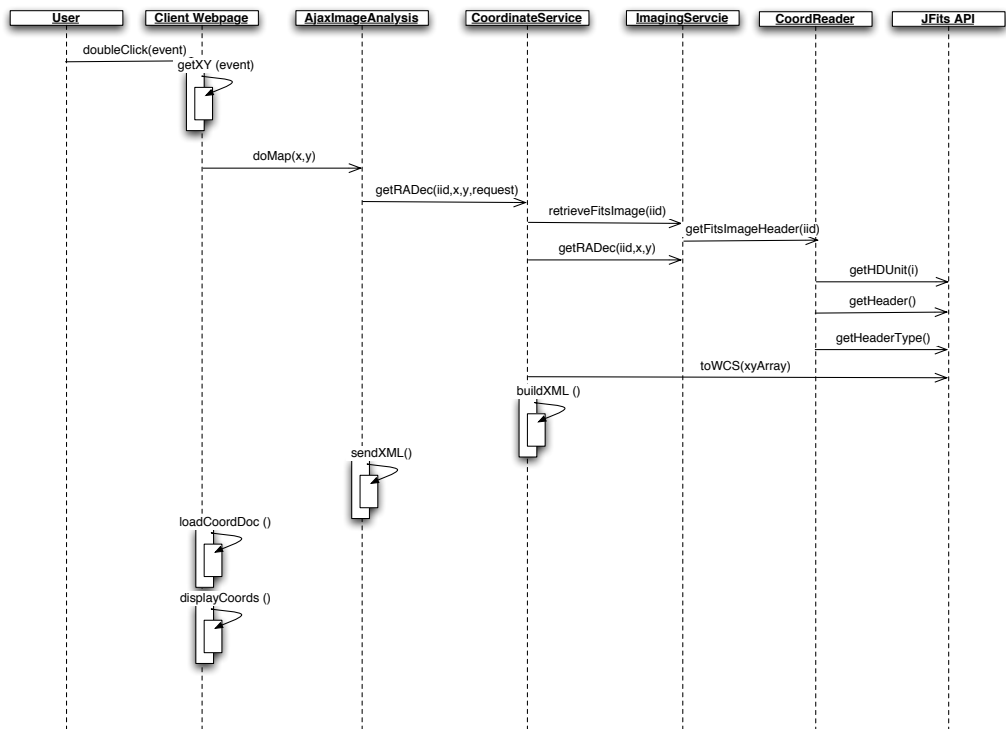 User
Client Webpage
AjaxImageAnalysis
CoordinateService
ImagingServcie
CoordReader
JFits API
doubleClick(event)
getXY (event)
doMap(x,y)
getRADec(iid,x,y,request)
retrieveFitsImage(iid)
getFitsImageHeader(iid)
getRADec(iid,x,y)
getHDUnit(i)
getHeader()
getHeaderType()
toWCS(xyArray)
buildXML ()
sendXML()
loadCoordDoc ()
displayCoords ()